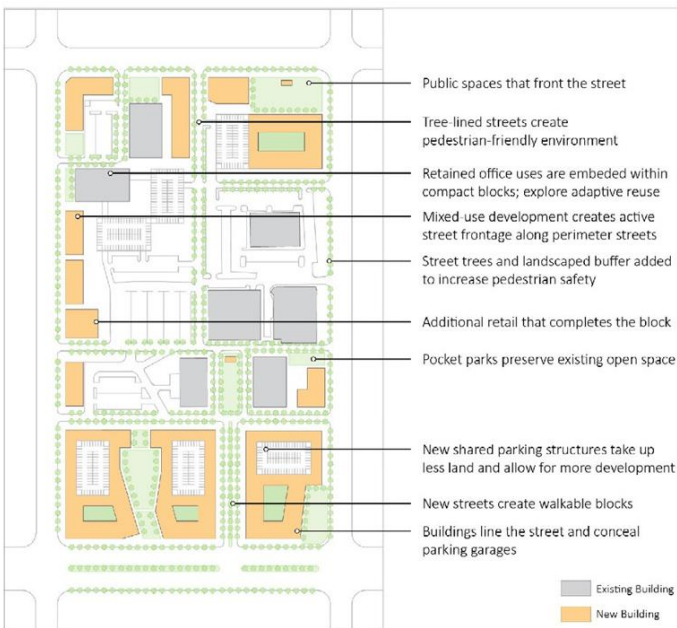 Public spaces that front the street
Tree-lined streets create
pedestrian-friendly environment
Retained office uses are embeded within
compact blocks; explore adaptive reuse
Mixed-use development creates active
street frontage along perimeter streets
Street trees and landscaped buffer added
to increase pedestrian safety
Additional retail that completes the block
Pocket parks preserve existing open space
New shared parking structures take up
less land and allow for more development
New streets create walkable blocks
Buildings line the street and conceal
parking garages
Existing Building
New Building